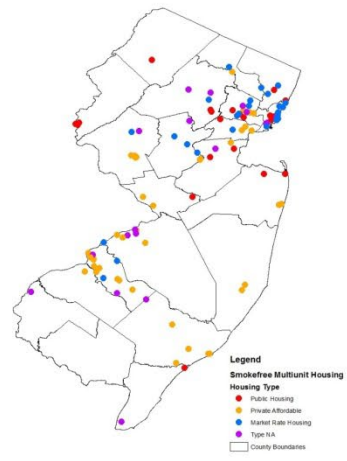 Legend
Smokefree Multiunit Housing
Housing Type
Public Housing
Private Affordable
Market Rate Housing
Type NA
County Boundaries